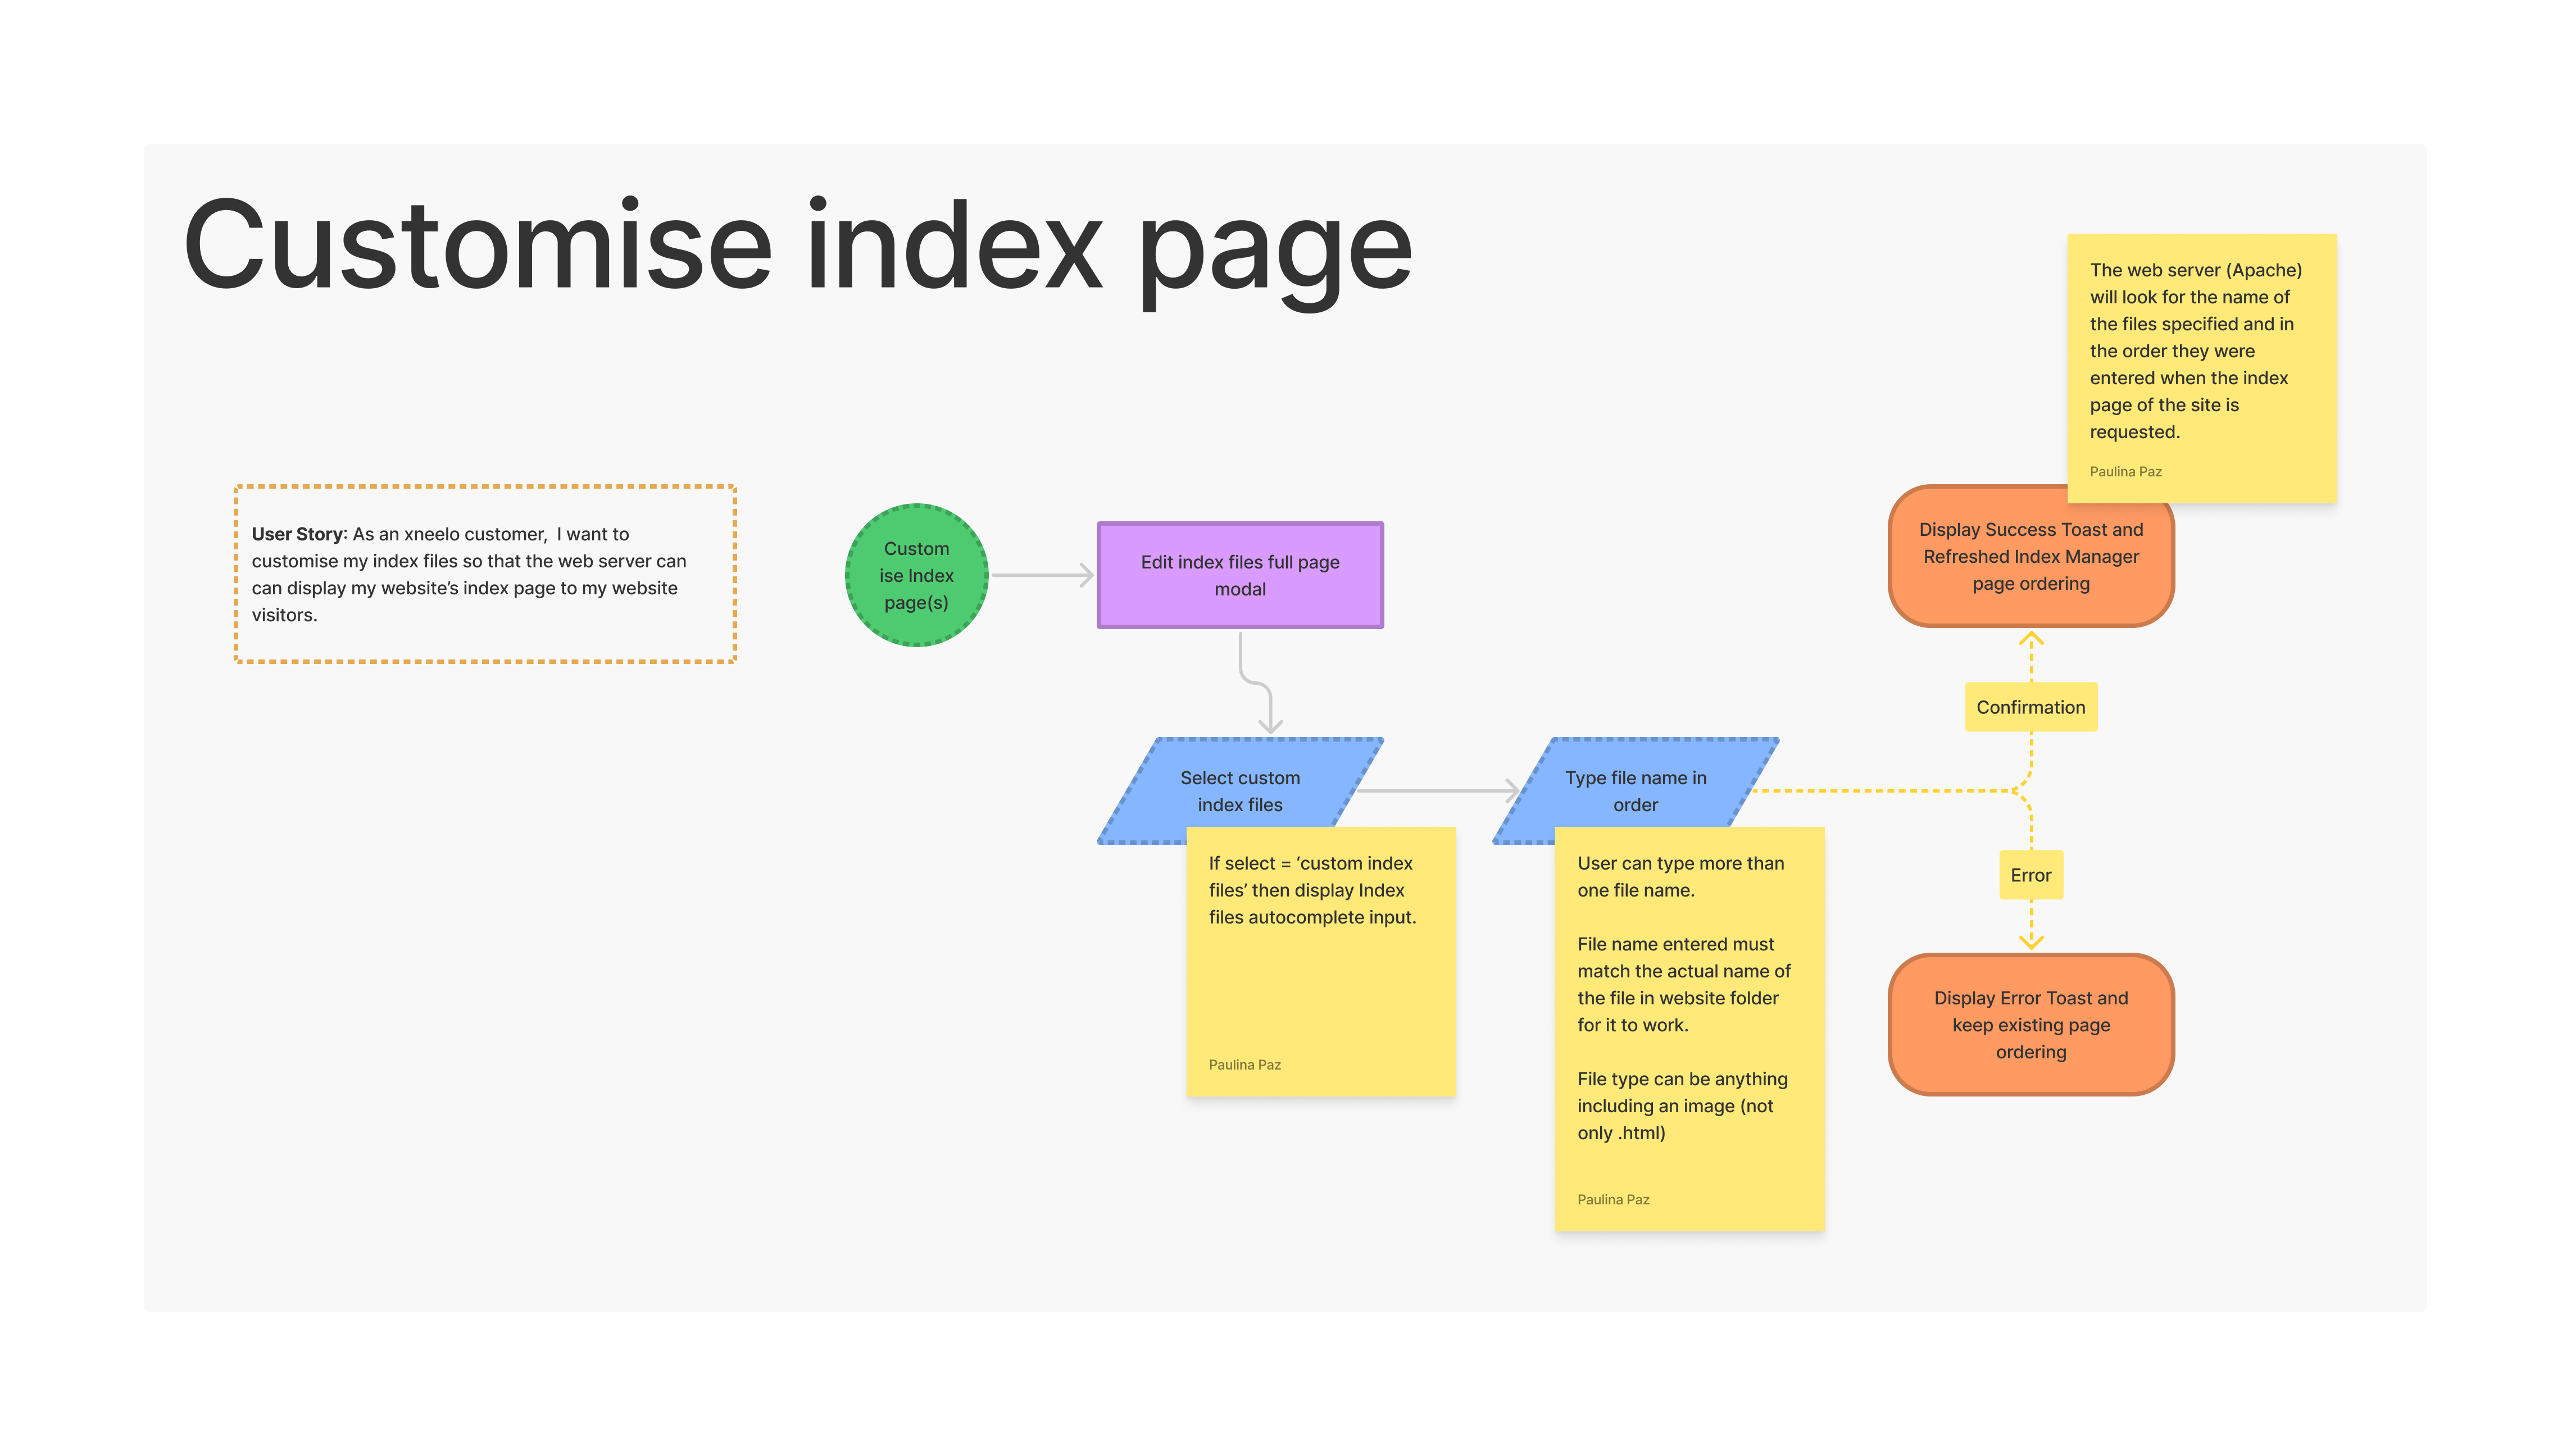 Customise index page
The web server (Apache)
will look for the name of
the files specified and in
the order they were
entered when the index
page of the site is
requested.
Paulina Paz
User Story: As an xneelo customer,  I want to
customise my index files so that the web server can
can display my website’s index page to my website
visitors.
Custom
ise Index
page(s)
Edit index files full page
modal
Display Success Toast and
Refreshed Index Manager
page ordering
Confirmation
Select custom
index files
Type file name in
order
If select = ‘custom index
files’ then display Index
files autocomplete input.
Paulina Paz
User can type more than
one file name.
File name entered must
match the actual name of
the file in website folder
for it to work.
File type can be anything
including an image (not
only .html)
Paulina Paz
Error
Display Error Toast and
keep existing page
ordering